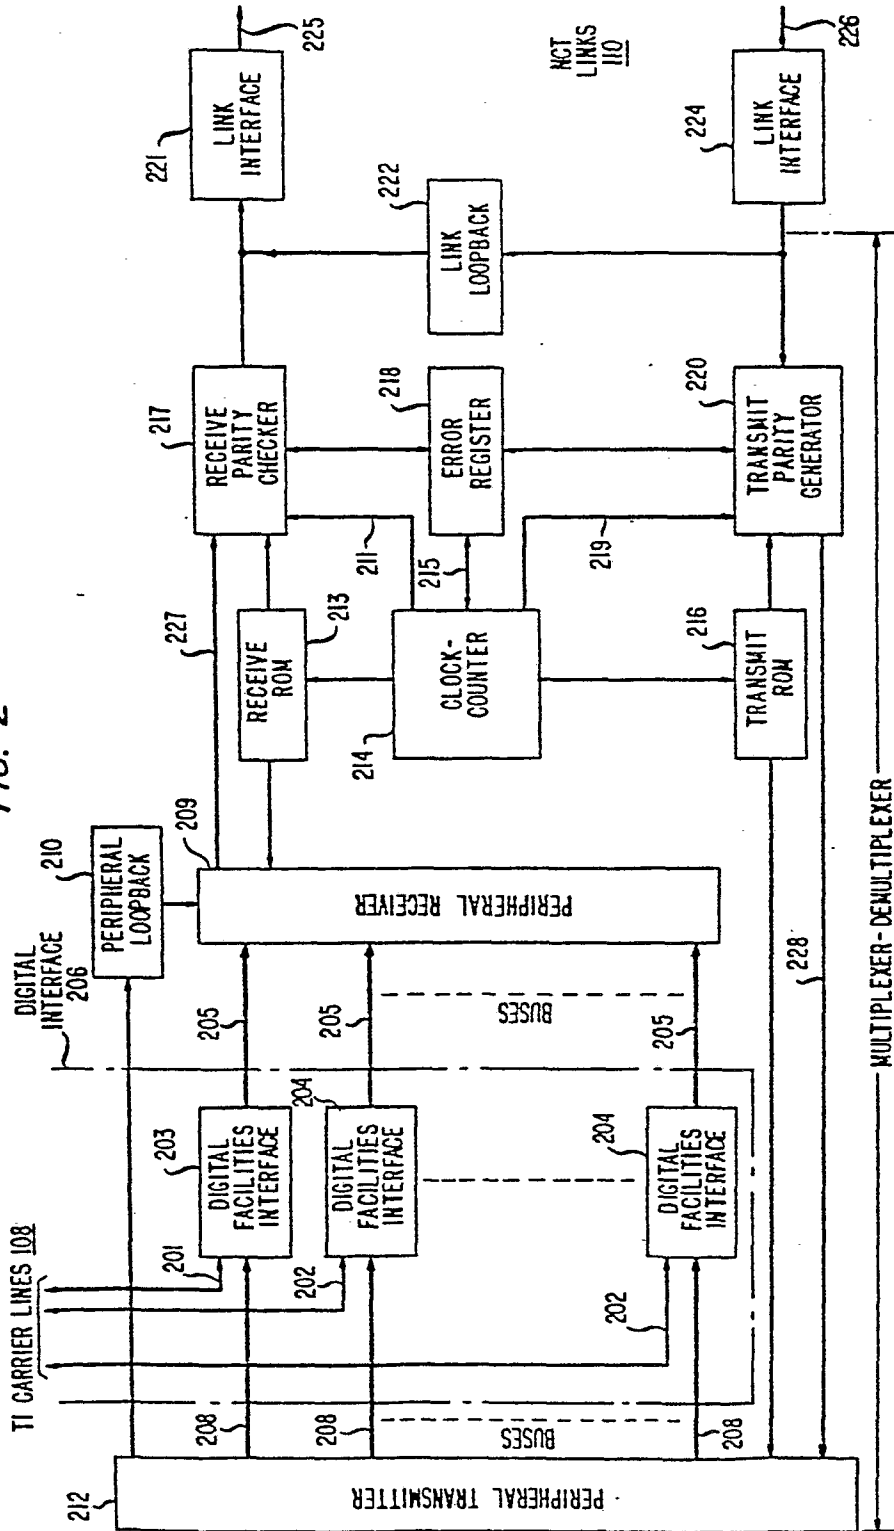 FIG. 2
T1 CARRIER LINES 108
DIGITAL
INTERFACE
206
210
PERIPHERAL
LOOPBACK
212
PERIPHERAL TRANSMITTER
208
208
208
BUSES
201
202
202
203
DIGITAL
FACILITIES
INTERFACE
204
DIGITAL
FACILITIES
INTERFACE
204
DIGITAL
FACILITIES
INTERFACE
205
205
205
BUSES
209
PERIPHERAL RECEIVER
227
213
RECEIVE
ROM
214
CLOCK-
COUNTER
216
TRANSMIT
ROM
228
211
215
219
217
RECEIVE
PARITY
CHECKER
218
ERROR
REGISTER
220
TRANSMIT
PARITY
GENERATOR
222
LINK
LOOPBACK
221
LINK
INTERFACE
225
224
LINK
INTERFACE
226
NCT
LINKS
110
MULTIPLEXER-DEMULTIPLEXER